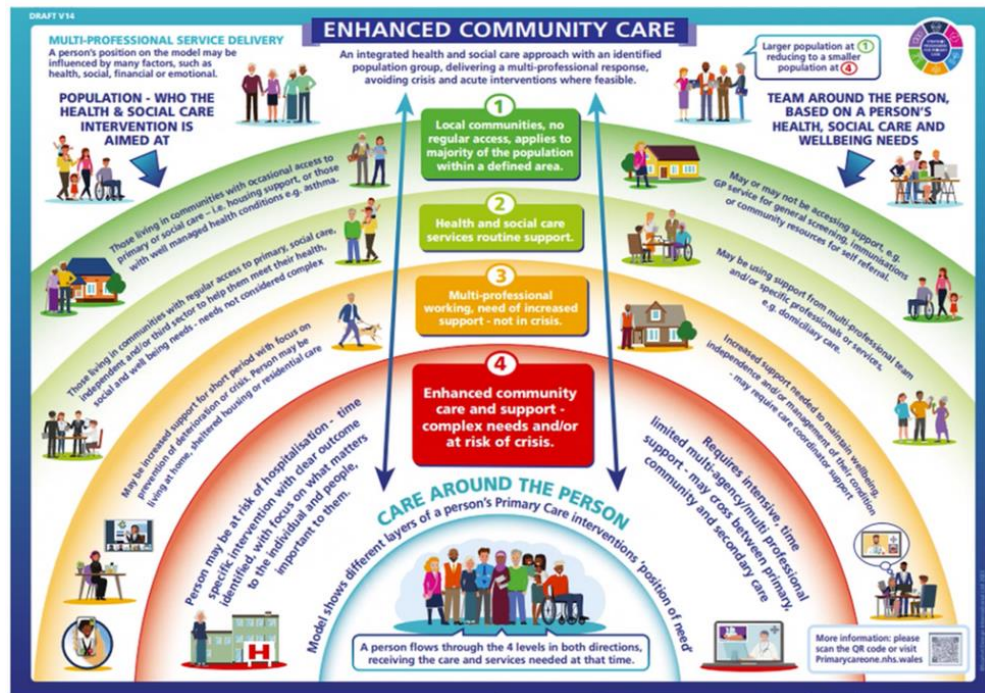 DRAFT V14
ENHANCED COMMUNITY CARE
An integrated health and social care approach with an identified
population group, delivering a multi-professional response,
avoiding crisis and acute interventions where feasible.
MULTI-PROFESSIONAL SERVICE DELIVERY
A person's position on the model may be
influenced by many factors, such as
health, social, financial or emotional.
POPULATION - WHO THE
HEALTH & SOCIAL CARE
INTERVENTION IS
AIMED AT
Larger population at 1
reducing to a smaller
population at 4
TEAM AROUND THE PERSON,
BASED ON A PERSON'S
HEALTH, SOCIAL CARE AND
WELLBEING NEEDS
1
Local communities, no
regular access, applies to
majority of the population
within a defined area.
Those living in communities with occasional access to
primary or social care – i.e. housing support, or those
with well managed health conditions e.g. asthma.
May or may not be accessing support, e.g.
GP service for general screening, immunisations
or community resources for self referral.
2
Health and social care
services routine support.
Those living in communities with regular access to primary, social care,
independent and/or third sector to help them meet their health,
social and well being needs - needs not considered complex
May be using support from multi-professional team
and/or specific professionals or services,
e.g. domiciliary care.
3
Multi-professional
working, need of increased
support - not in crisis.
May be increased support for short period with focus on
prevention of deterioration or crisis. Person may be
living at home, sheltered housing or residential care
Increased support needed to maintain wellbeing,
independence and/or management of their condition
- may require care coordinator support
4
Enhanced community
care and support -
complex needs and/or
at risk of crisis.
Person may be at risk of hospitalisation - time
specific intervention with clear outcome
identified, with focus on what matters
to the individual and people,
important to them.
Requires intensive, time
limited multi-agency/multi professional
support - may cross between primary,
community and secondary care
CARE AROUND THE PERSON
Model shows different layers of a person's Primary Care interventions 'position of need'
A person flows through the 4 levels in both directions,
receiving the care and services needed at that time.
H
More information: please
scan the QR code or visit
Primarycareone.nhs.wales